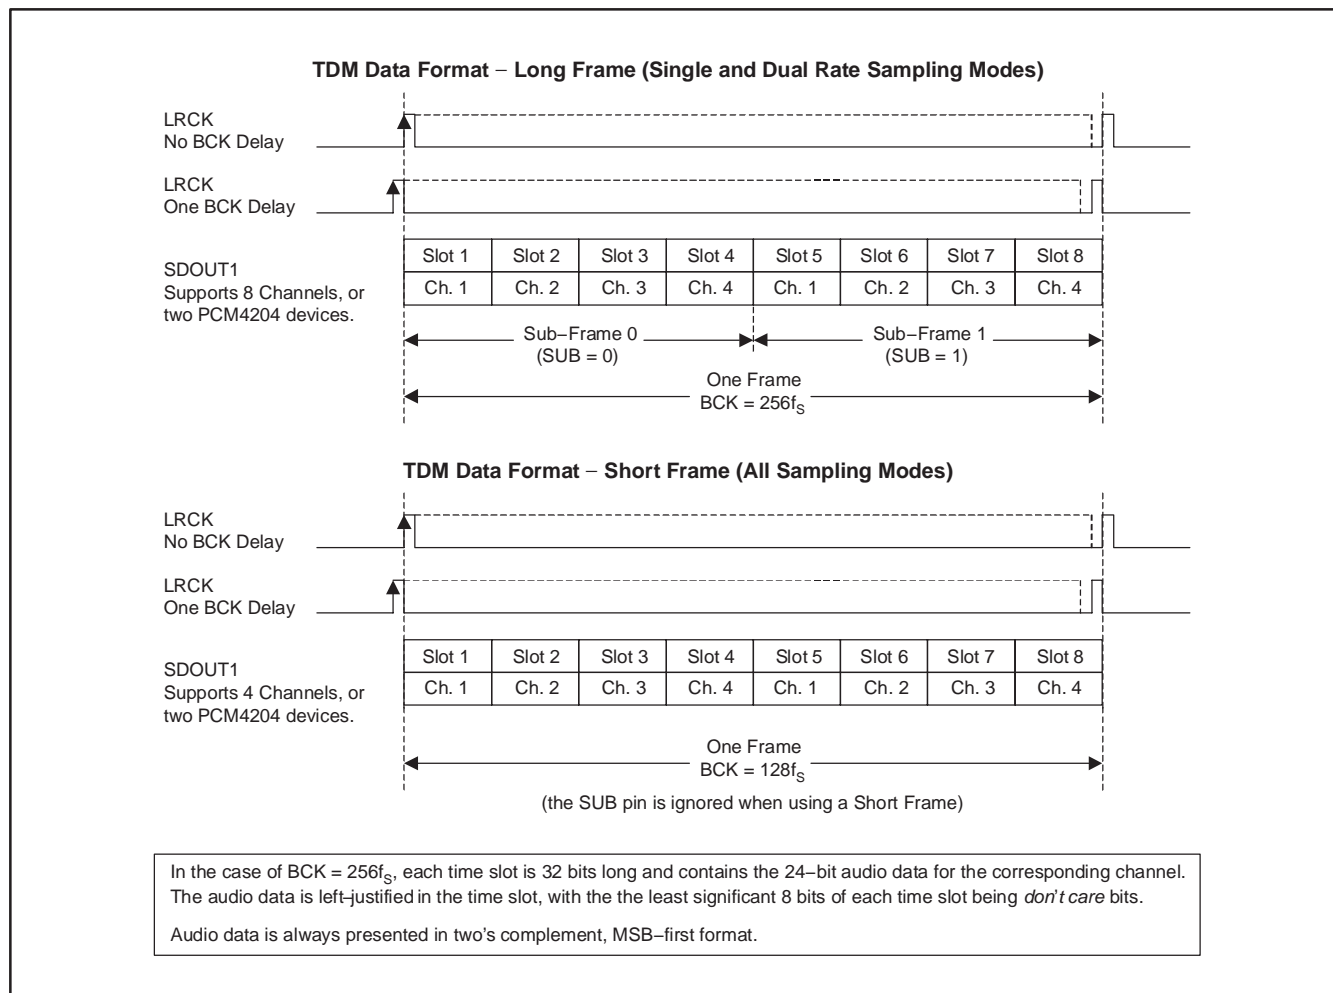 TDM Data Format – Long Frame (Single and Dual Rate Sampling Modes)
LRCK
No BCK Delay
LRCK
One BCK Delay
SDOUT1
Supports 8 Channels, or
two PCM4204 devices.
Slot 1 Slot 2 Slot 3 Slot 4 Slot 5 Slot 6 Slot 7 Slot 8
Ch. 1 Ch. 2 Ch. 3 Ch. 4 Ch. 1 Ch. 2 Ch. 3 Ch. 4
Sub–Frame 0 Sub–Frame 1
(SUB = 0) (SUB = 1)
One Frame
BCK = 256fS
TDM Data Format – Short Frame (All Sampling Modes)
LRCK
No BCK Delay
LRCK
One BCK Delay
SDOUT1
Supports 4 Channels, or
two PCM4204 devices.
Slot 1 Slot 2 Slot 3 Slot 4 Slot 5 Slot 6 Slot 7 Slot 8
Ch. 1 Ch. 2 Ch. 3 Ch. 4 Ch. 1 Ch. 2 Ch. 3 Ch. 4
One Frame
BCK = 128fS
(the SUB pin is ignored when using a Short Frame)
In the case of BCK = 256fS, each time slot is 32 bits long and contains the 24–bit audio data for the corresponding channel.
The audio data is left–justified in the time slot, with the the least significant 8 bits of each time slot being don't care bits.
Audio data is always presented in two's complement, MSB–first format.